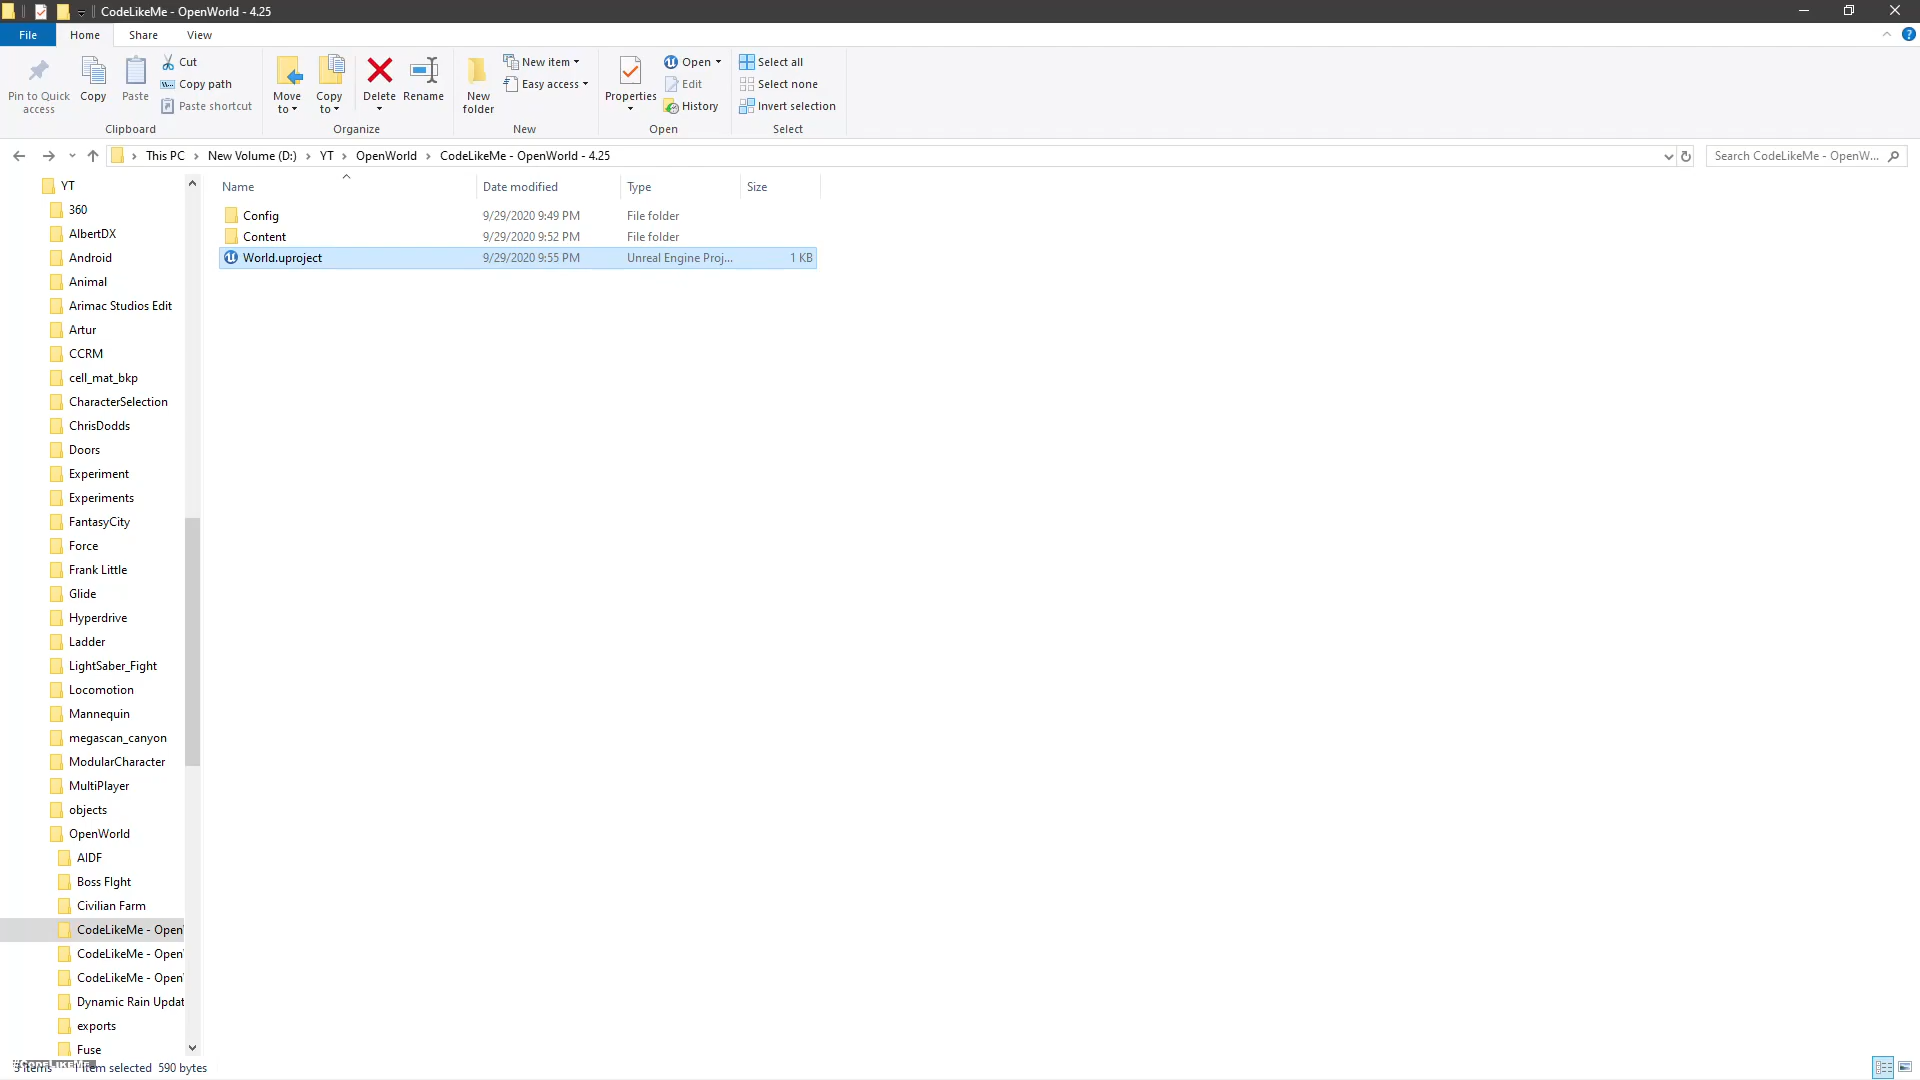 CodeLikeMe - OpenWorld - 4.25
File Home Share View
Pin to Quick access
Copy
Paste
Cut
Copy path
Paste shortcut
Clipboard
Move to
Copy to
Delete
Rename
Organize
New folder
New item
Easy access
New
Properties
Open
Edit
History
Open
Select all
Select none
Invert selection
Select
This PC > New Volume (D:) > YT > OpenWorld > CodeLikeMe - OpenWorld - 4.25
Search CodeLikeMe - OpenW...
Name Date modified Type Size
Config 9/29/2020 9:49 PM File folder
Content 9/29/2020 9:52 PM File folder
World.uproject 9/29/2020 9:55 PM Unreal Engine Proj... 1 KB
YT
360
AlbertDX
Android
Animal
Arimac Studios Edit
Artur
CCRM
cell_mat_bkp
CharacterSelection
ChrisDodds
Doors
Experiment
Experiments
FantasyCity
Force
Frank Little
Glide
Hyperdrive
Ladder
LightSaber_Fight
Locomotion
Mannequin
megascan_canyon
ModularCharacter
MultiPlayer
objects
OpenWorld
AIDF
Boss FIght
Civilian Farm
CodeLikeMe - Open
CodeLikeMe - Open
CodeLikeMe - Open
Dynamic Rain Updat
exports
Fuse
#CodeLikeMe
3 items 1 item selected 590 bytes